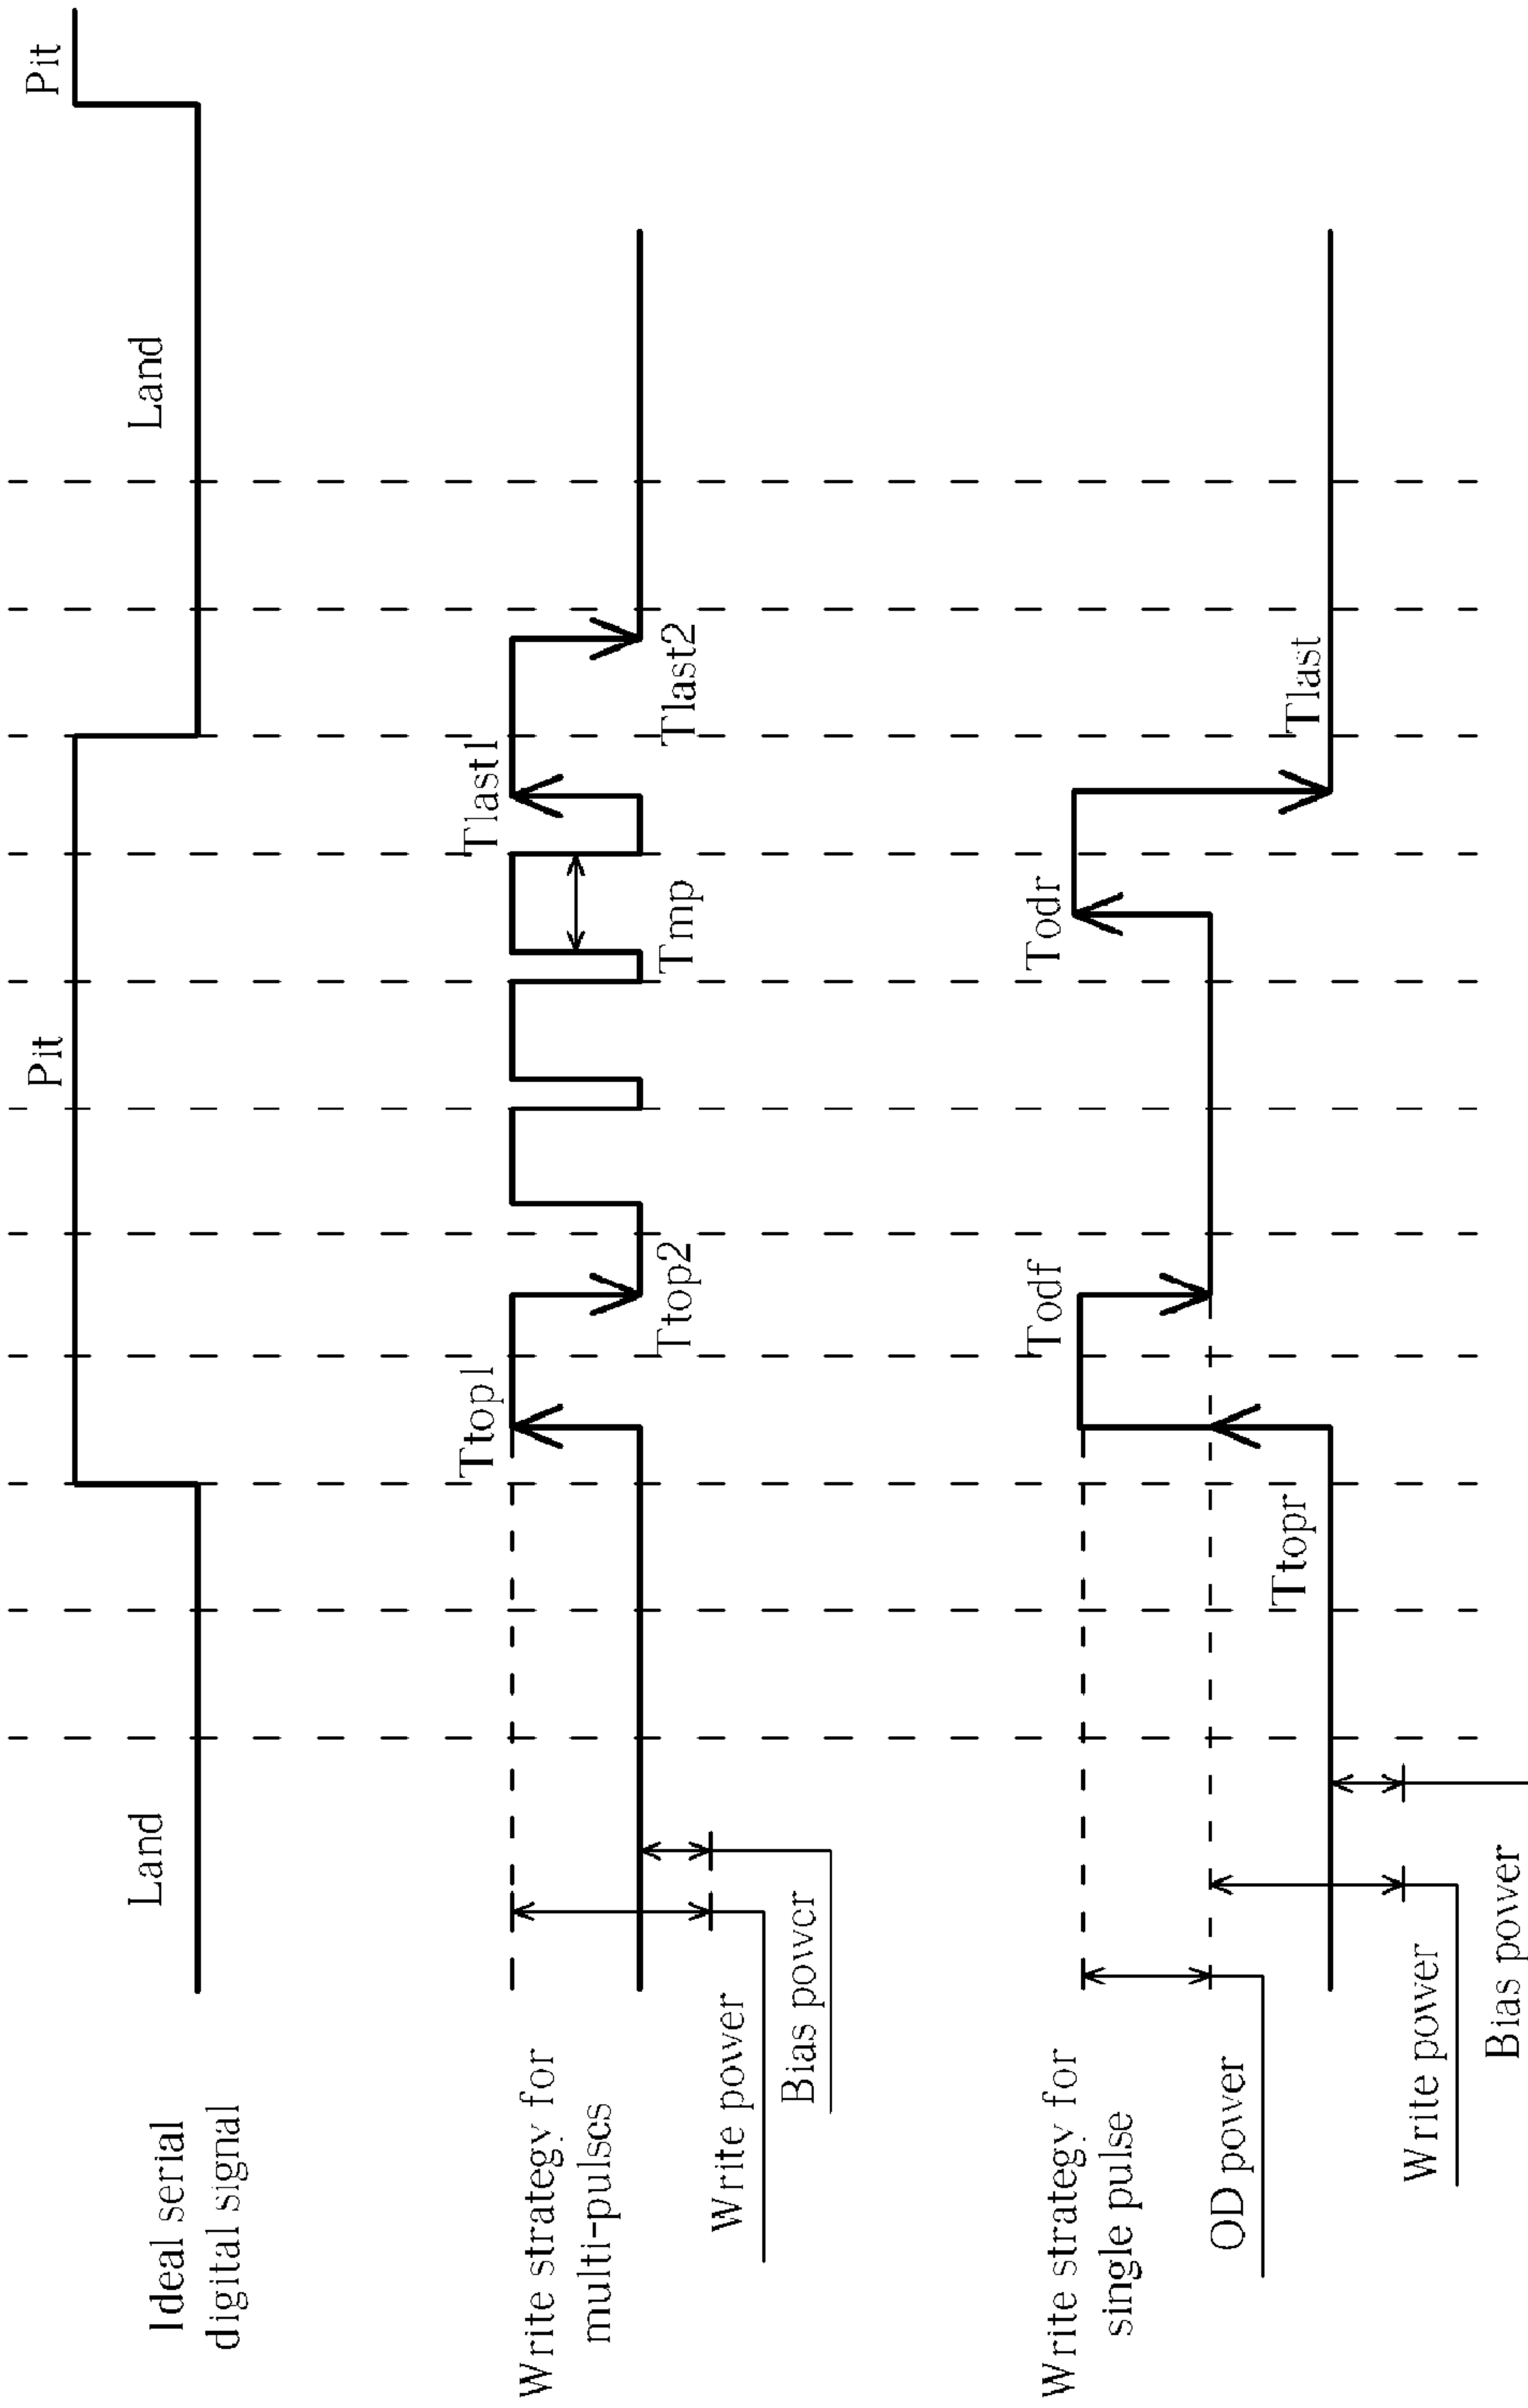 Ideal serial
digital signal
Land
Pit
Land
Pit
Write strategy for
multi-pulses
Write power
Bias power
Ttop1
Ttop2
Tmp
Tlast1
Tlast2
Write strategy for
single pulse
OD power
Write power
Bias power
Ttopr
Todf
Todr
Tlast